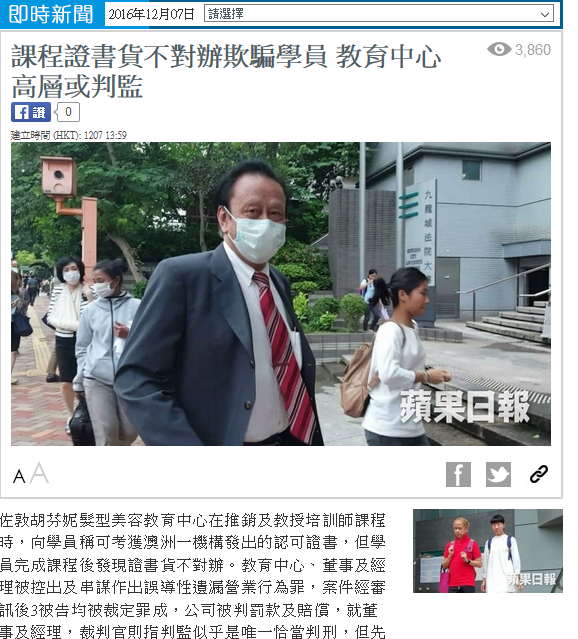 即時新聞 2016年12月07日 請選擇
課程證書貨不對辦欺騙學員 教育中心
高層或判監
3,860
讚 0
建立時間 (HKT): 1207 13:59
九龍城法院大
蘋果日報
A A
佐敦胡芬妮髮型美容教育中心在推銷及教授培訓師課程
時，向學員稱可考獲澳洲一機構發出的認可證書，但學
員完成課程後發現證書貨不對辦。教育中心、董事及經
理被控出及串謀作出誤導性遺漏營業行為罪，案件經審
訊後3被告均被裁定罪成，公司被判罰款及賠償，就董
事及經理，裁判官則指判監似乎是唯一恰當判刑，但先
蘋果日報